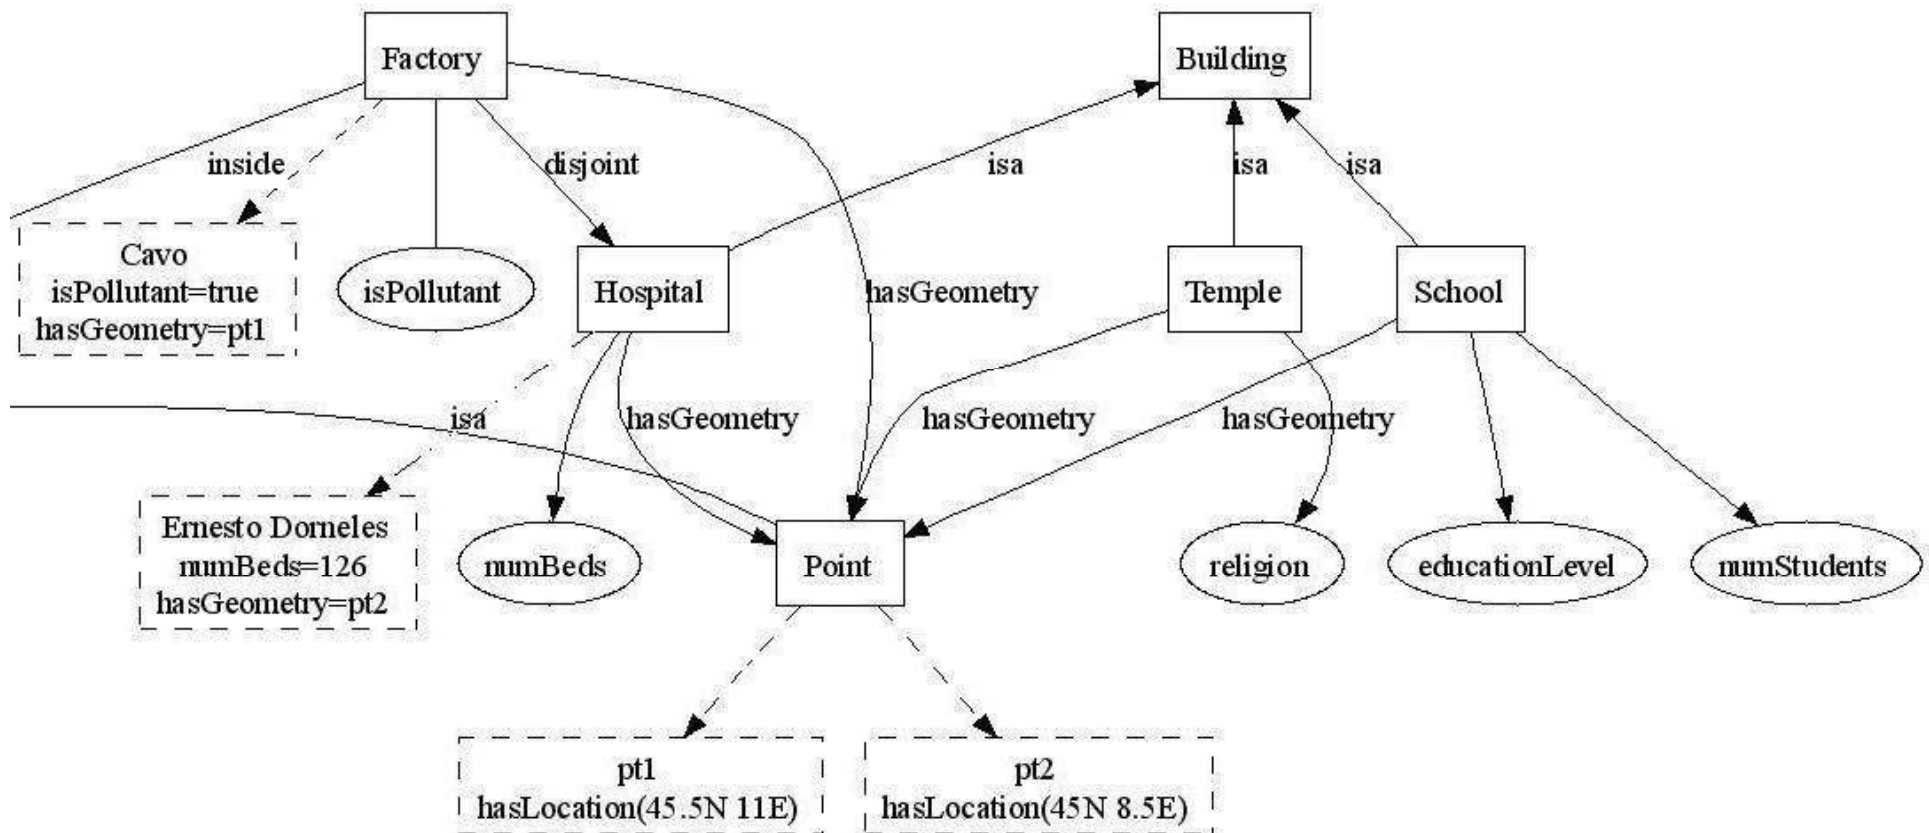 Factory
Building
inside
disjoint
isa
isa
isa
Cavo
isPollutant=true
hasGeometry=pt1
isPollutant
Hospital
hasGeometry
Temple
School
isa
hasGeometry
hasGeometry
hasGeometry
Ernesto Dorneles
numBeds=126
hasGeometry=pt2
numBeds
Point
religion
educationLevel
numStudents
pt1
hasLocation(45.5N 11E)
pt2
hasLocation(45N 8.5E)